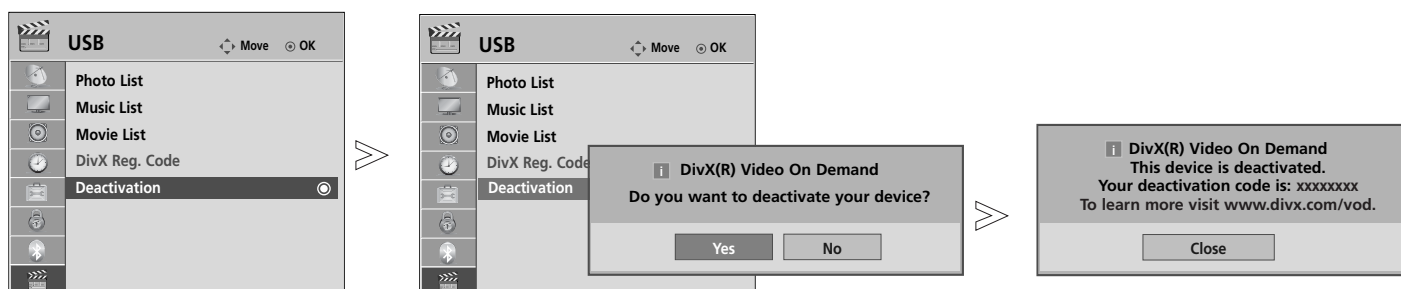 USB Move OK
Photo List
Music List
Movie List
DivX Reg. Code
Deactivation
USB Move OK
Photo List
Music List
Movie List
DivX Reg. Code
Deactivation
i DivX(R) Video On Demand
Do you want to deactivate your device?
Yes No
i DivX(R) Video On Demand
This device is deactivated.
Your deactivation code is: xxxxxxxx
To learn more visit www.divx.com/vod.
Close